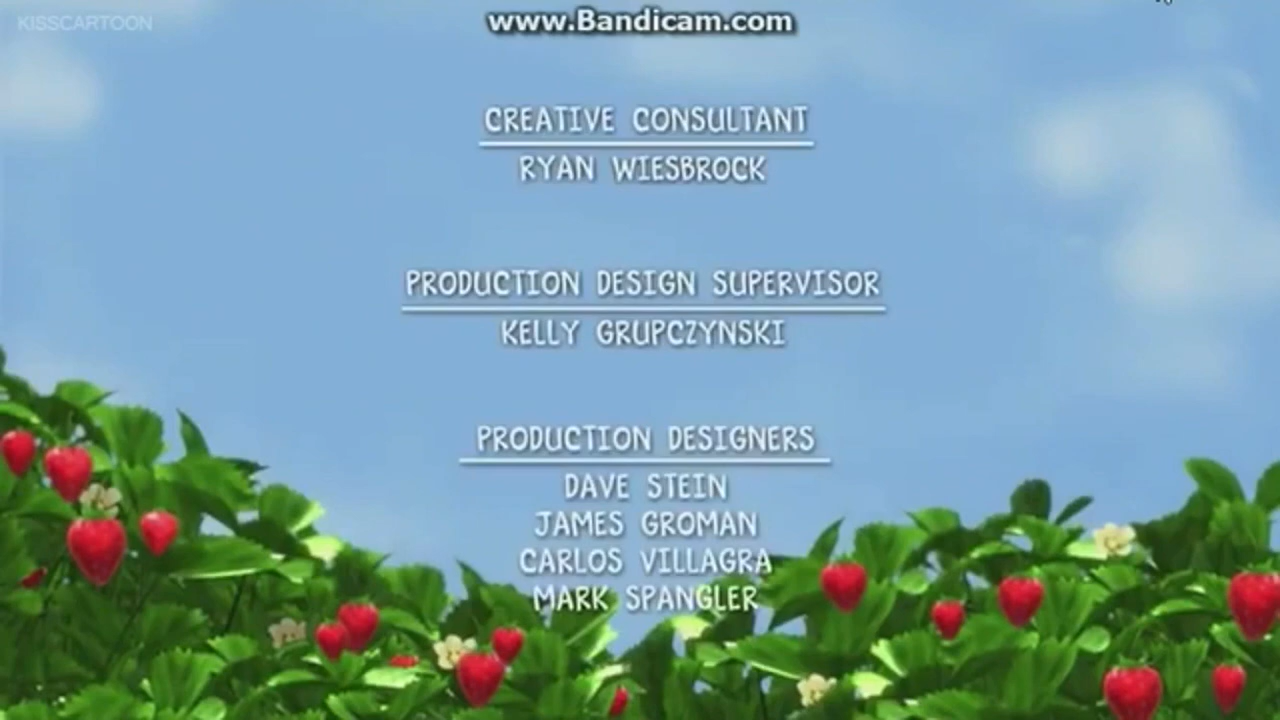 www.Bandicam.com
KISSCARTOON
CREATIVE CONSULTANT
RYAN WIESBROCK
PRODUCTION DESIGN SUPERVISOR
KELLY GRUPCZYNSKI
PRODUCTION DESIGNERS
DAVE STEIN
JAMES GROMAN
CARLOS VILLAGRA
MARK SPANGLER